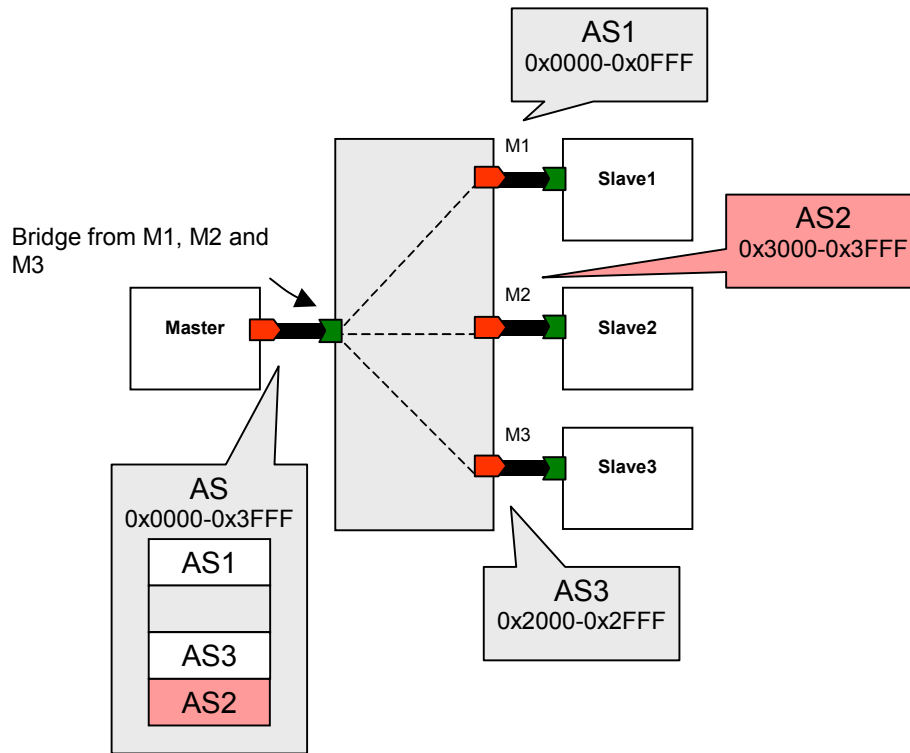 AS1
0x0000-0x0FFF
M1
Slave1
AS2
0x3000-0x3FFF
Bridge from M1, M2 and
M3
M2
Master
Slave2
M3
Slave3
AS
0x0000-0x3FFF
AS1
AS3
AS2
AS3
0x2000-0x2FFF